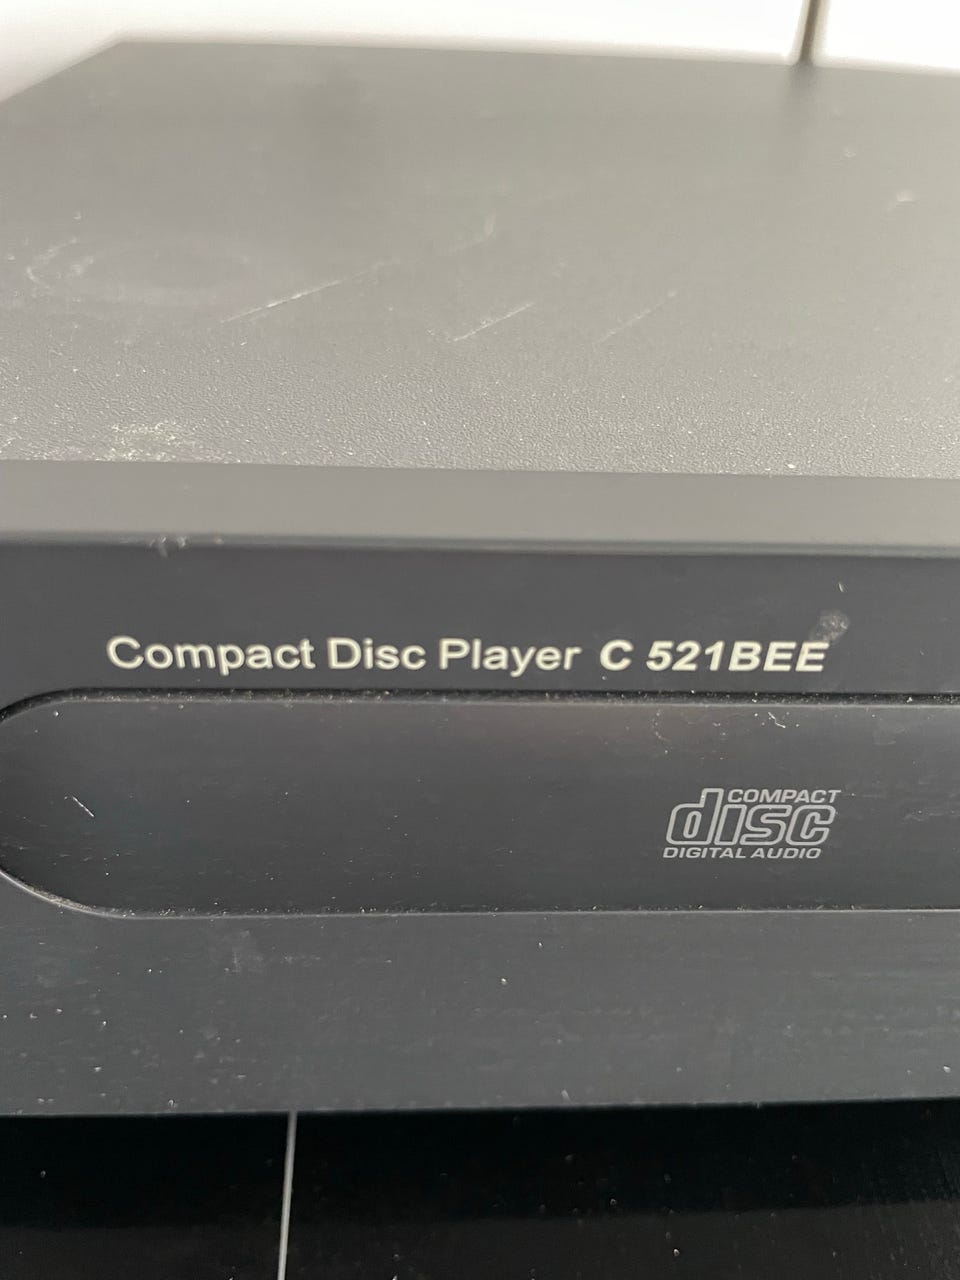 Compact Disc Player C 521BEE
COMPACT
disc
DIGITAL AUDIO